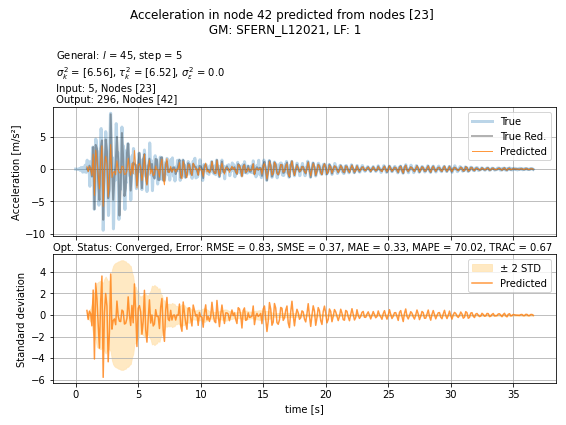 Acceleration in node 42 predicted from nodes [23]
GM: SFERN_L12021, LF: 1
General: l = 45, step = 5
σ²ₖ = [6.56], τ²ₖ = [6.52], σ²ₑ = 0.0
Input: 5, Nodes [23]
Output: 296, Nodes [42]
Acceleration [m/s²]
5
0
−5
−10
True
True Red.
Predicted
Opt. Status: Converged, Error: RMSE = 0.83, SMSE = 0.37, MAE = 0.33, MAPE = 70.02, TRAC = 0.67
Standard deviation
4
2
0
−2
−4
−6
± 2 STD
Predicted
0 5 10 15 20 25 30 35
time [s]